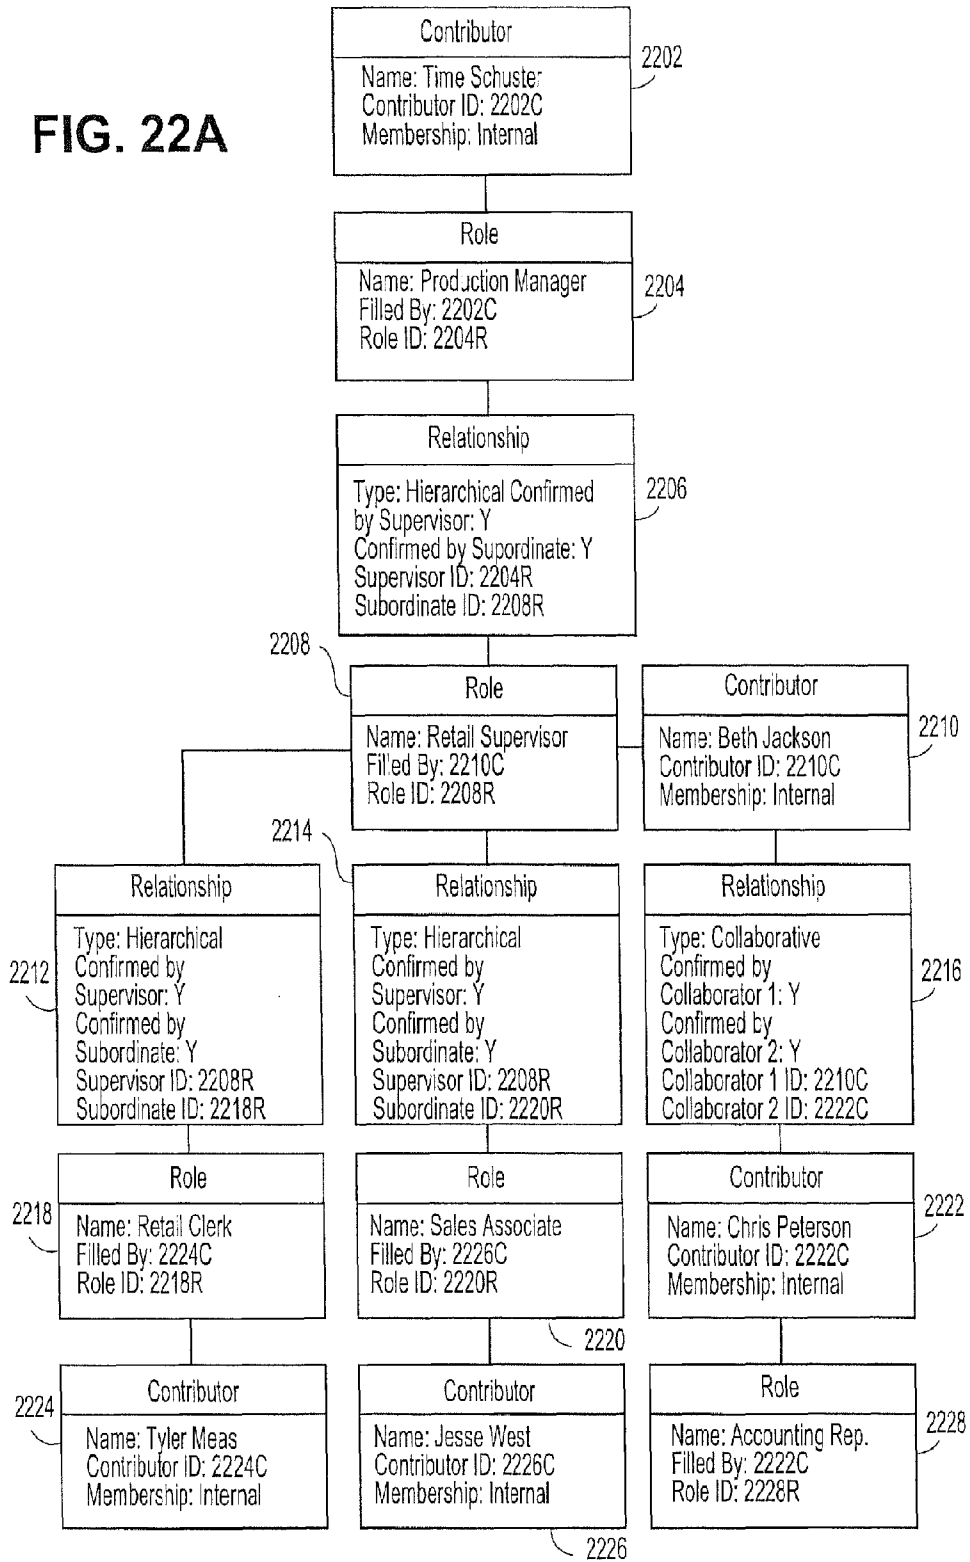 FIG. 22A
Contributor
2202
Name: Time Schuster
Contributor ID: 2202C
Membership: Internal
Role
2204
Name: Production Manager
Filled By: 2202C
Role ID: 2204R
Relationship
2206
Type: Hierarchical Confirmed
by Supervisor: Y
Confirmed by Supordinate: Y
Supervisor ID: 2204R
Subordinate ID: 2208R
2208
Role
Name: Retail Supervisor
Filled By: 2210C
Role ID: 2208R
Contributor
2210
Name: Beth Jackson
Contributor ID: 2210C
Membership: Internal
2212
Relationship
Type: Hierarchical
Confirmed by
Supervisor: Y
Confirmed by
Subordinate: Y
Supervisor ID: 2208R
Subordinate ID: 2218R
2214
Relationship
Type: Hierarchical
Confirmed by
Supervisor: Y
Confirmed by
Subordinate: Y
Supervisor ID: 2208R
Subordinate ID: 2220R
Relationship
2216
Type: Collaborative
Confirmed by
Collaborator 1: Y
Confirmed by
Collaborator 2: Y
Collaborator 1 ID: 2210C
Collaborator 2 ID: 2222C
2218
Role
Name: Retail Clerk
Filled By: 2224C
Role ID: 2218R
Role
Name: Sales Associate
Filled By: 2226C
Role ID: 2220R
2220
Contributor
2222
Name: Chris Peterson
Contributor ID: 2222C
Membership: Internal
2224
Contributor
Name: Tyler Meas
Contributor ID: 2224C
Membership: Internal
Contributor
Name: Jesse West
Contributor ID: 2226C
Membership: Internal
2226
Role
2228
Name: Accounting Rep.
Filled By: 2222C
Role ID: 2228R